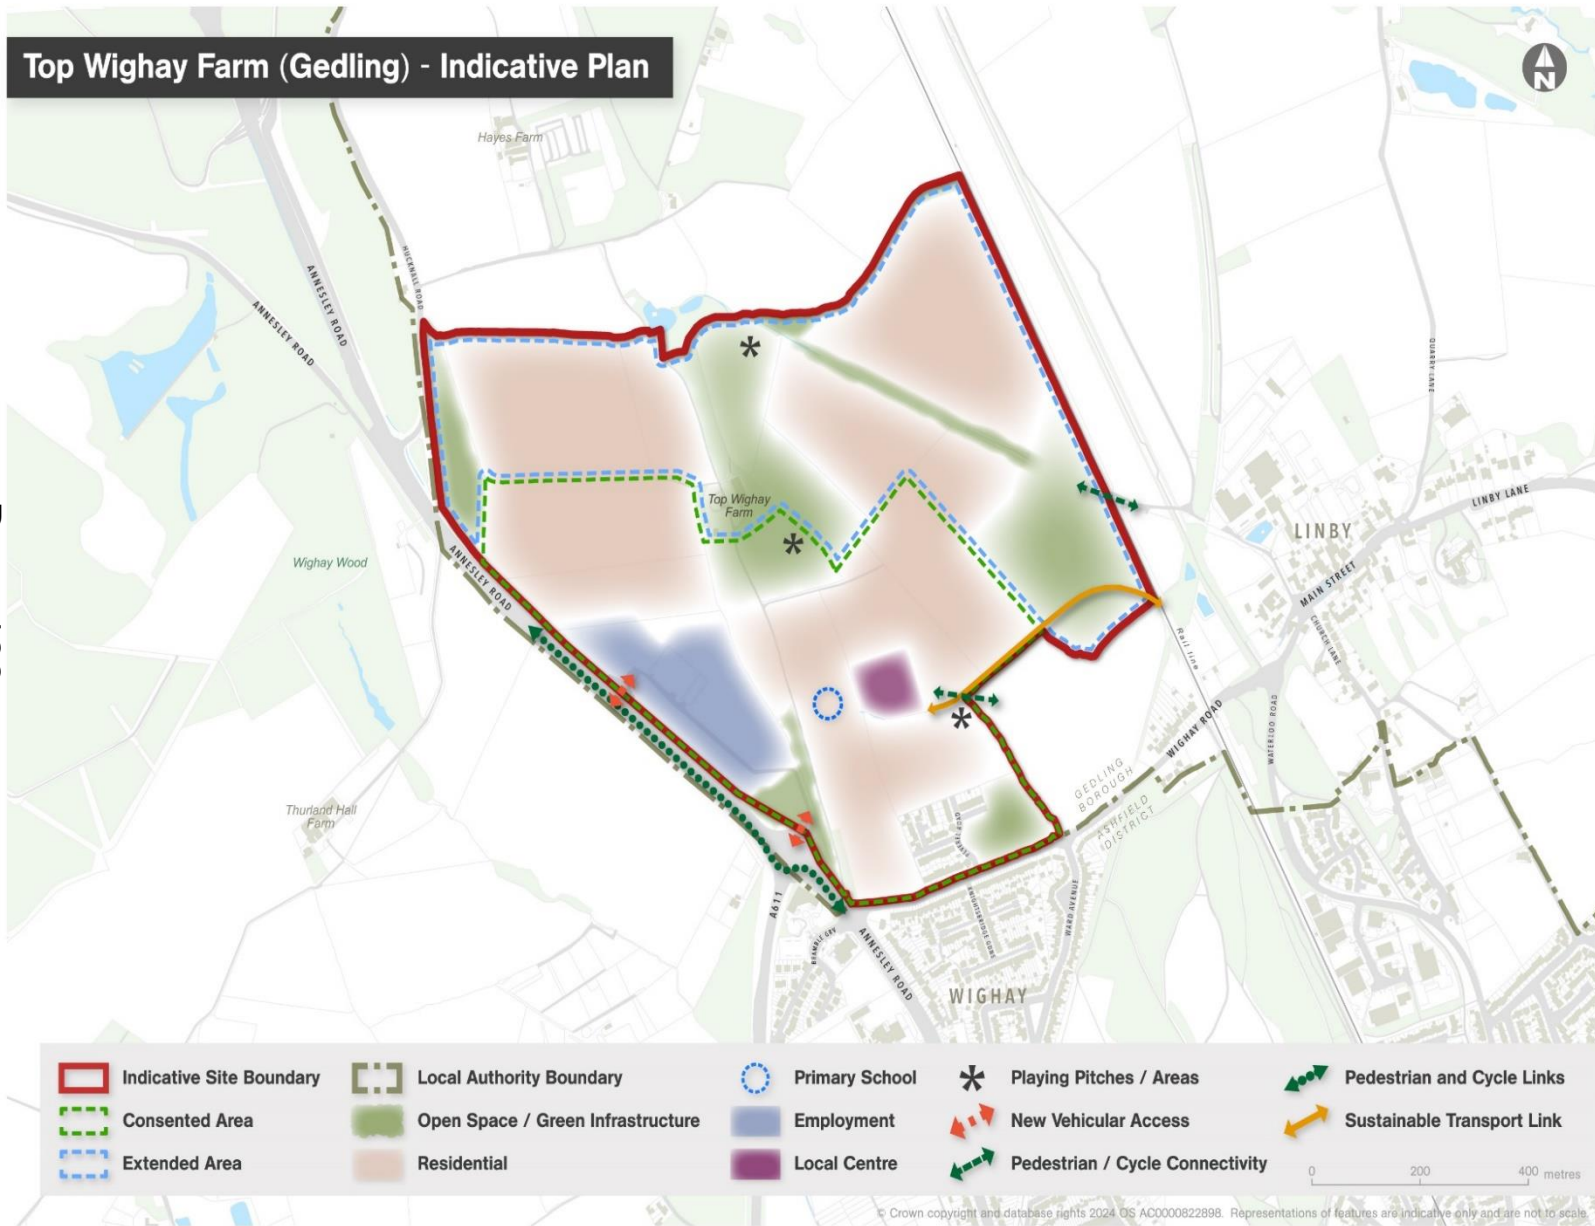 Top Wighay Farm (Gedling) - Indicative Plan
N
Hayes Farm
HUCKNALL ROAD
ANNESLEY ROAD
ANNESLEY ROAD
QUARRY LANE
Top Wighay
Farm
LINBY LANE
LINBY
Wighay Wood
ANNESLEY ROAD
MAIN STREET
CHURCH LANE
Rail line
WATERLOO ROAD
WIGHAY ROAD
GEDLING
BOROUGH
ASHFIELD
DISTRICT
Thurland Hall
Farm
A611
KNIGHTSBRIDGE GDNS
WARD AVENUE
BRAMBLE GRV
ANNESLEY ROAD
WIGHAY
Indicative Site Boundary
Local Authority Boundary
Primary School
Playing Pitches / Areas
Pedestrian and Cycle Links
Consented Area
Open Space / Green Infrastructure
Employment
New Vehicular Access
Sustainable Transport Link
Extended Area
Residential
Local Centre
Pedestrian / Cycle Connectivity
0 200 400 metres
© Crown copyright and database rights 2024 OS AC0000822898. Representations of features are indicative only and are not to scale.